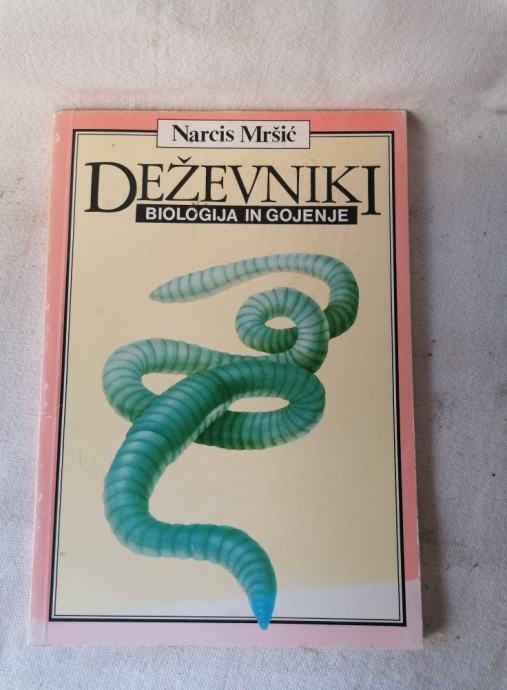 Narcis Mršić
DEŽEVNIKI
BIOLOGIJA IN GOJENJE